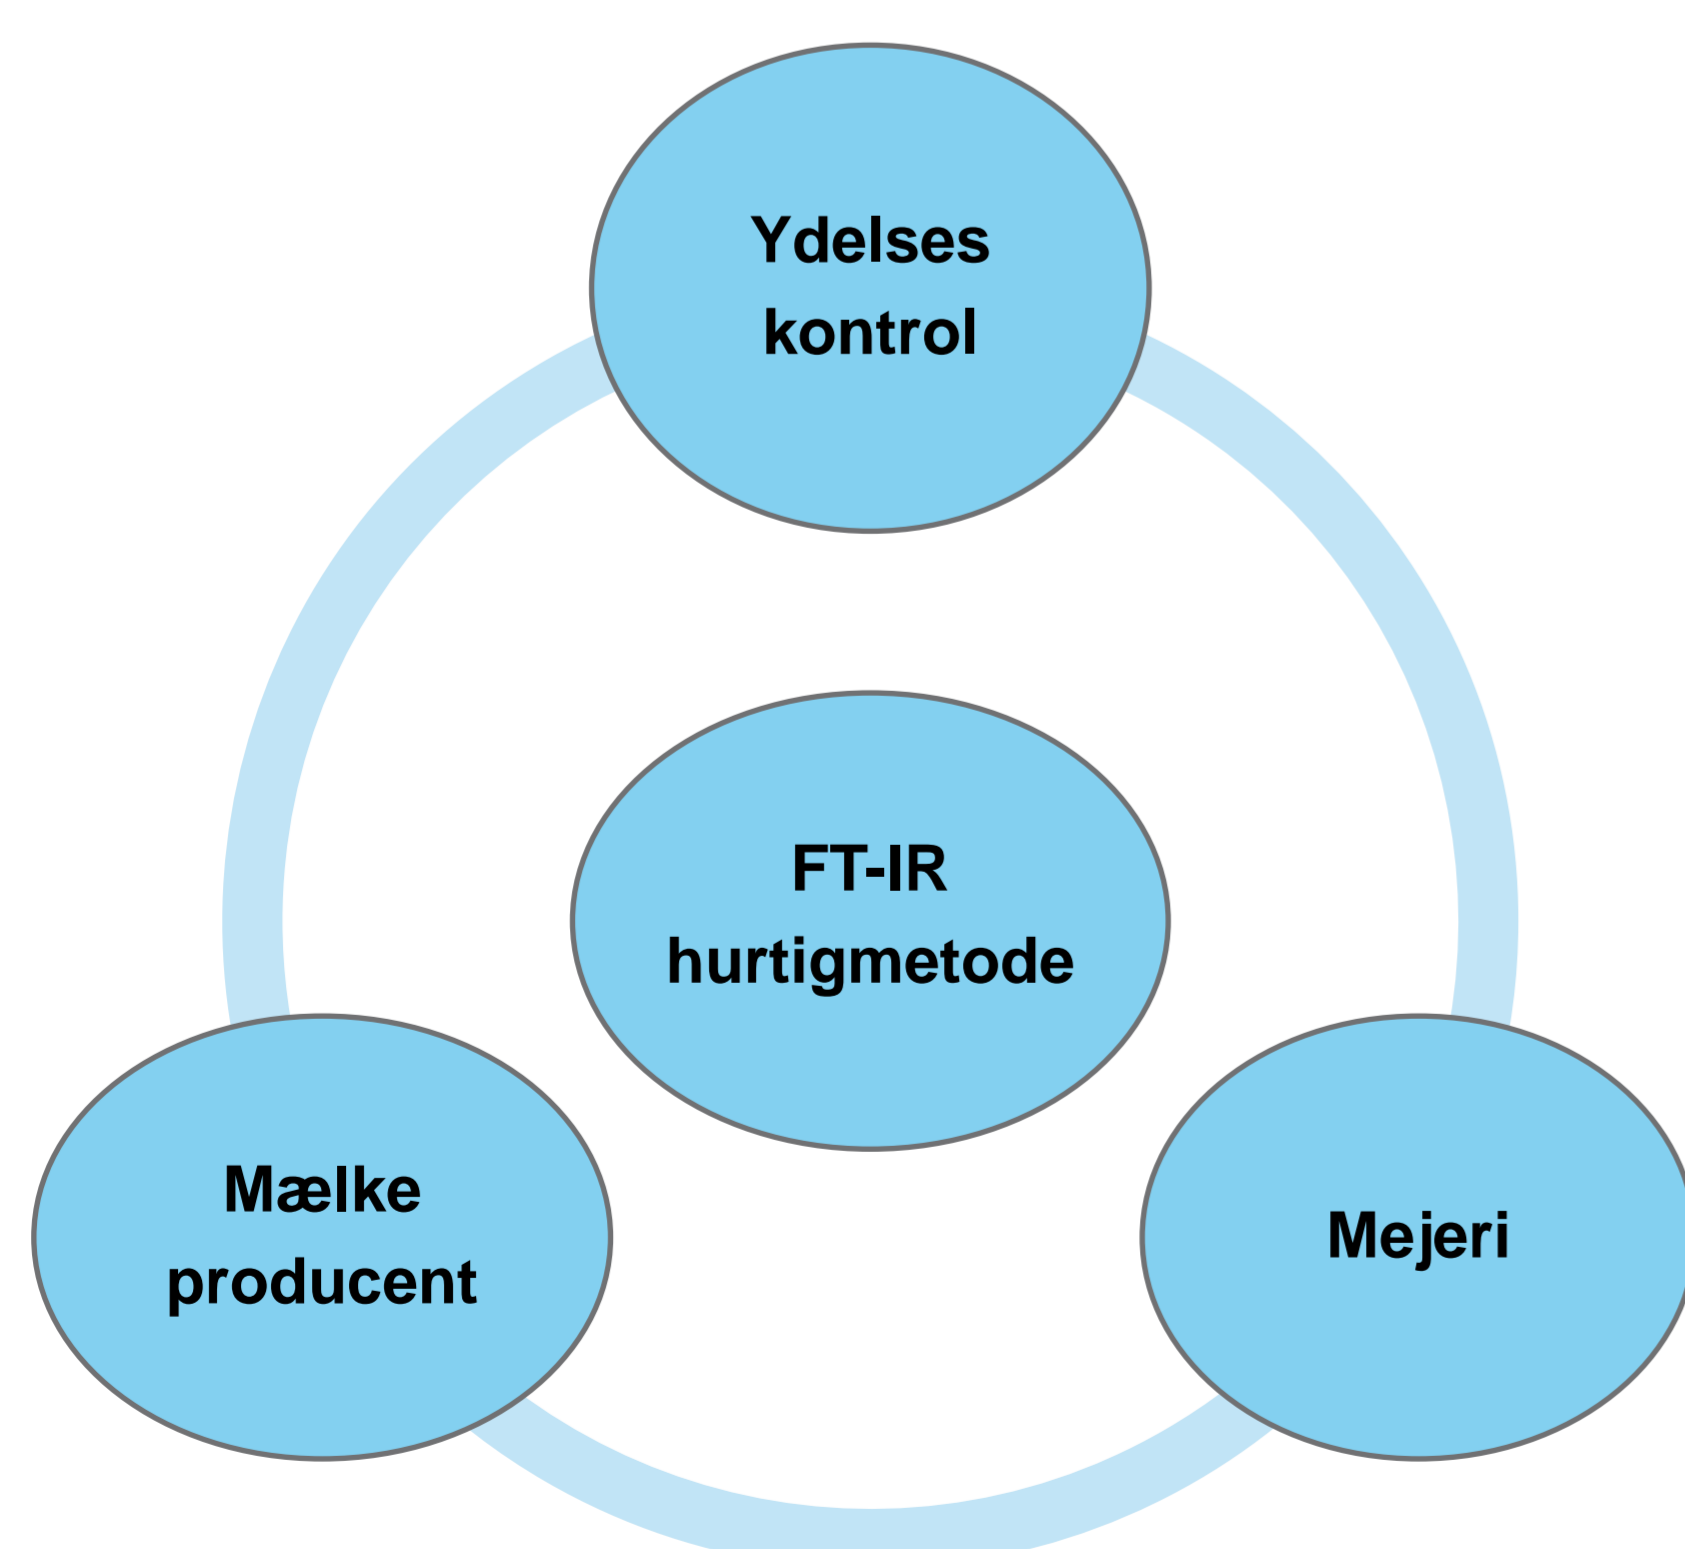 Ydelses
kontrol
FT-IR
hurtigmetode
Mælke
producent
Mejeri